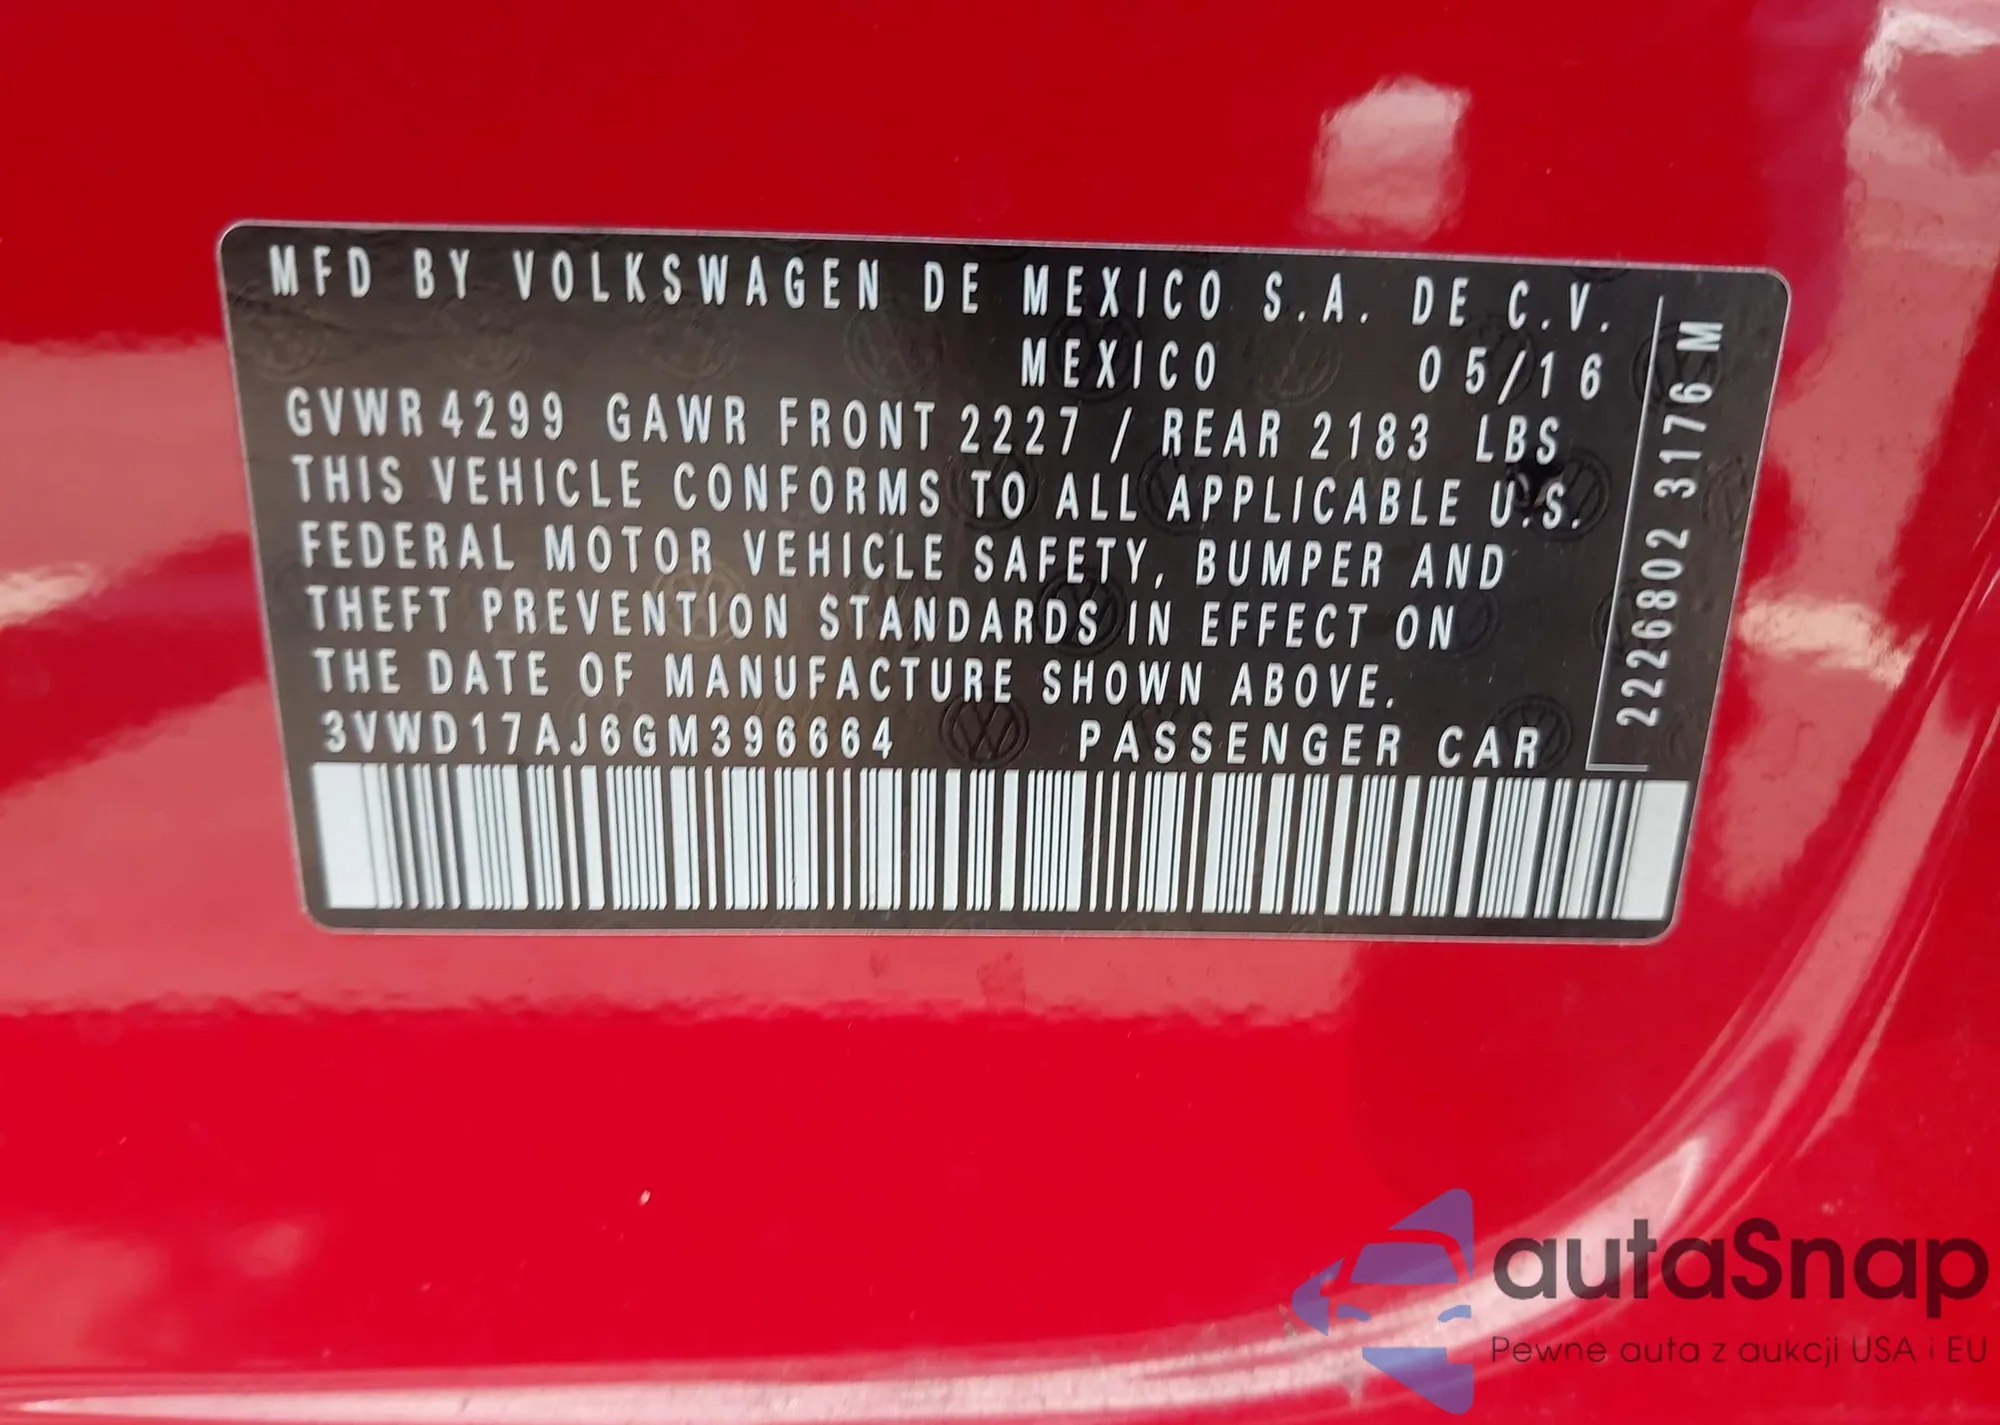 MFD BY VOLKSWAGEN DE MEXICO S.A. DE C.V.
MEXICO 05/16
GVWR 4299 GAWR FRONT 2227 / REAR 2183 LBS
THIS VEHICLE CONFORMS TO ALL APPLICABLE U.S.
FEDERAL MOTOR VEHICLE SAFETY, BUMPER AND
THEFT PREVENTION STANDARDS IN EFFECT ON
THE DATE OF MANUFACTURE SHOWN ABOVE.
3VWD17AJ6GM396664 PASSENGER CAR
2226802 3176 M
autaSnap
Pewne auta z aukcji USA i EU